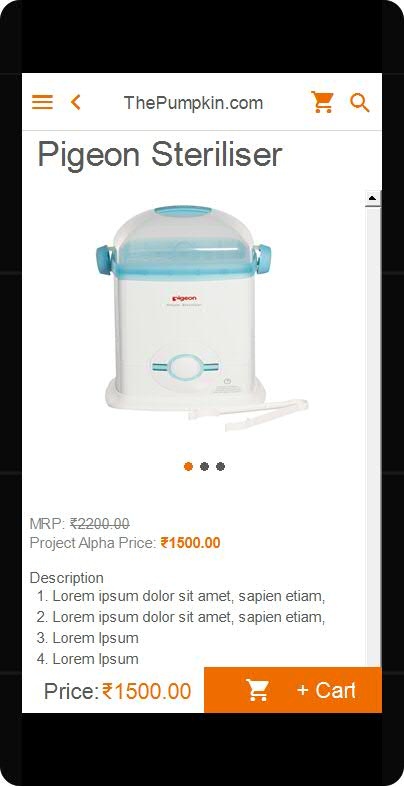 ThePumpkin.com
Pigeon Steriliser
pigeon
MRP: ₹2200.00
Project Alpha Price: ₹1500.00
Description
1. Lorem ipsum dolor sit amet, sapien etiam,
2. Lorem ipsum dolor sit amet, sapien etiam,
3. Lorem Ipsum
4. Lorem Ipsum
Price:₹1500.00
+ Cart